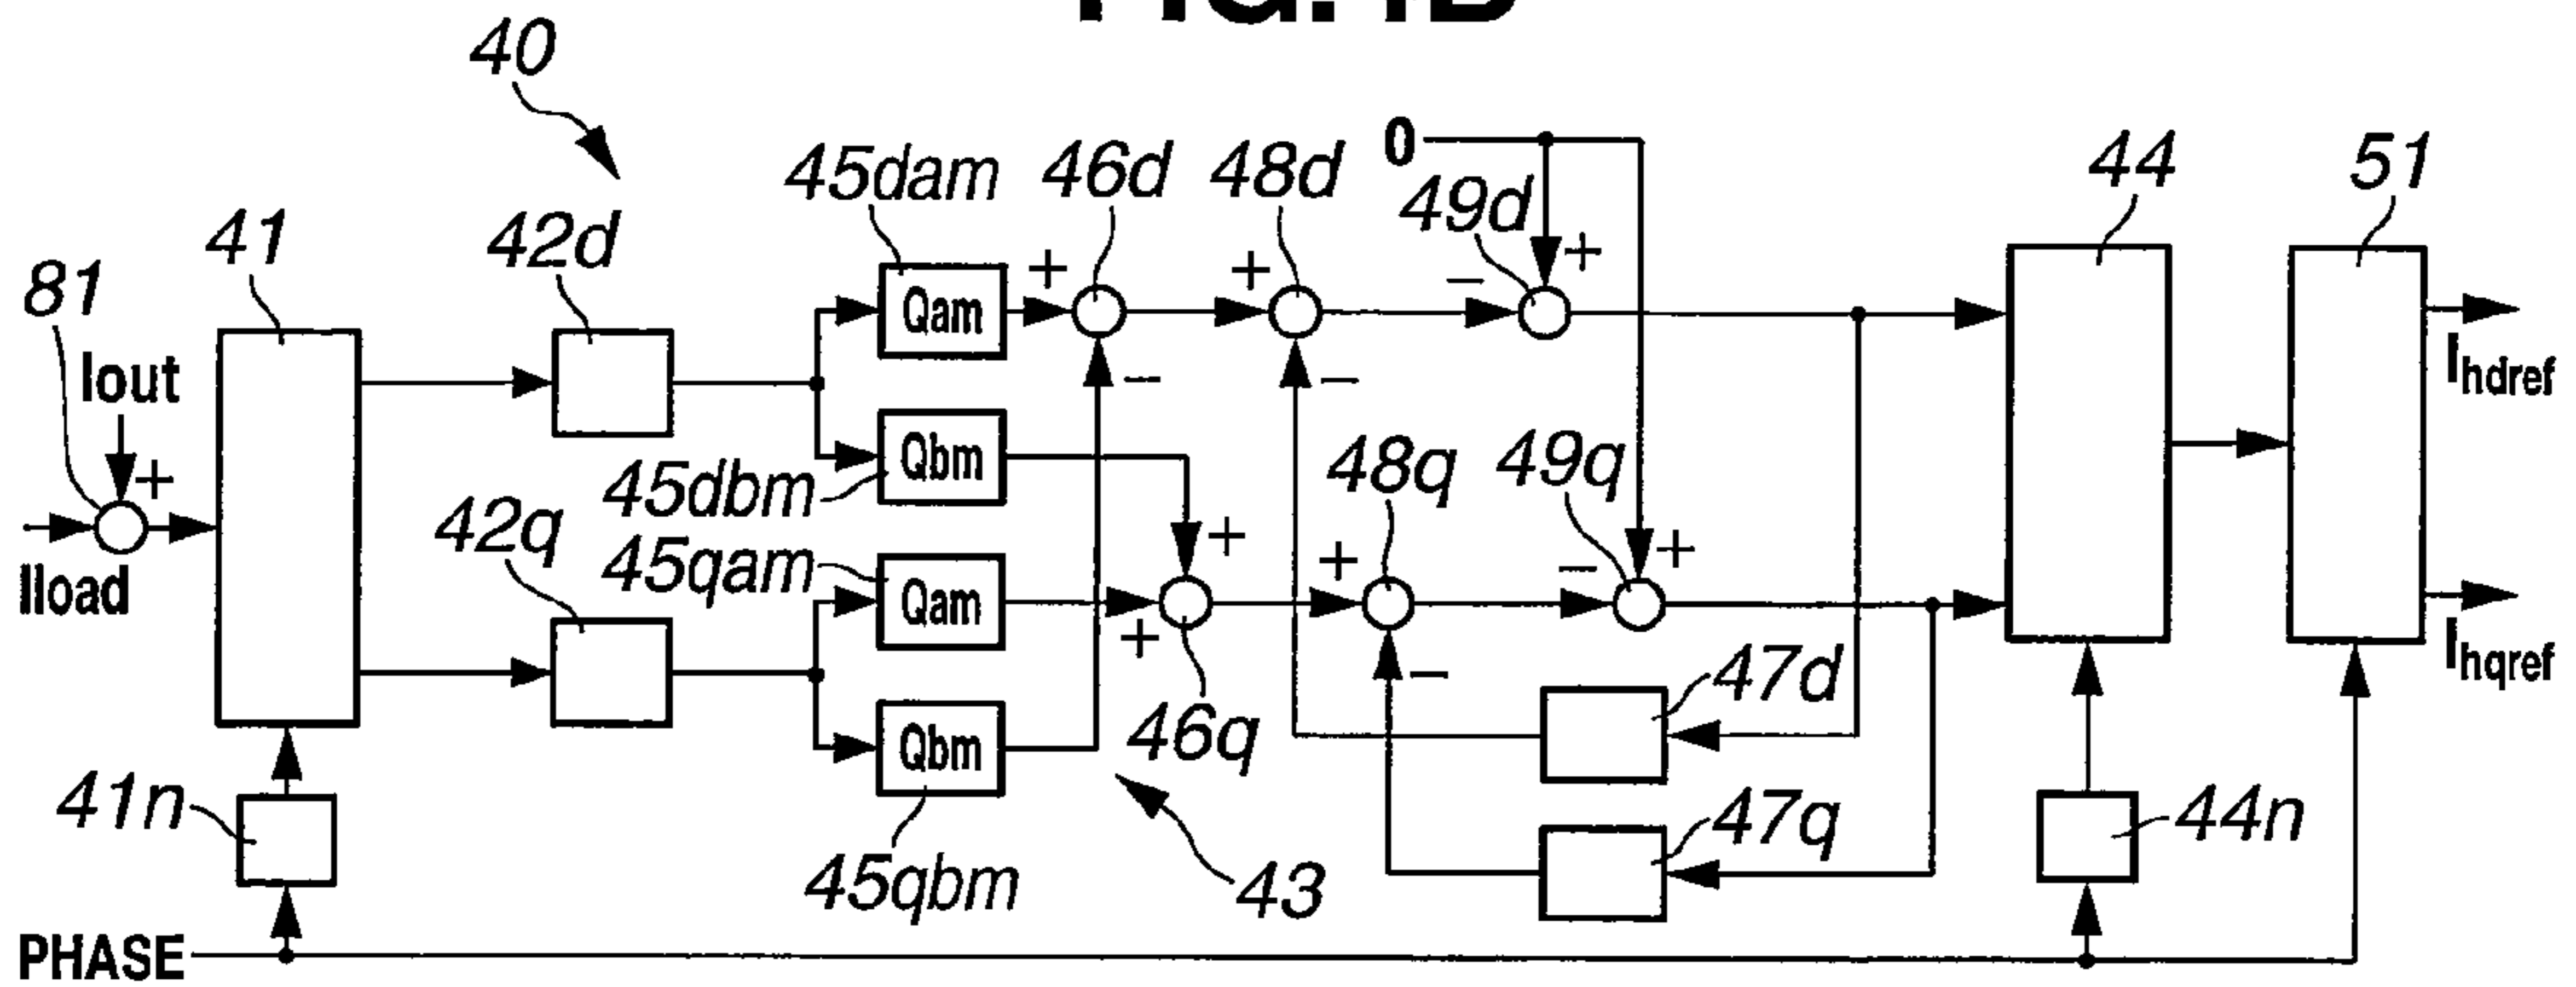 40
0
45dam 46d 48d
49d
44 51
41 42d
81
Iout
+
Iload
Qam
+
-
+
-
-
+
Ihdref
Qbm
45dbm
42q
45qam
+
48q 49q
Qam
+
+
-
-
+
Ihqref
47d
Qbm
46q
41n
45qbm
43
47q
44n
PHASE